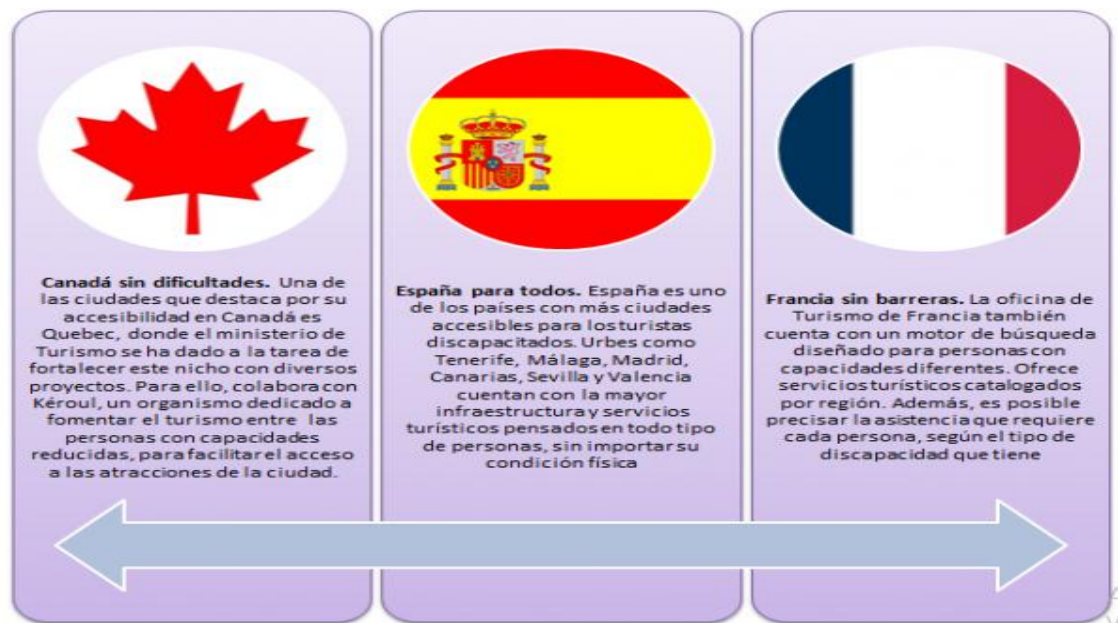 Canadá sin dificultades. Una de
las ciudades que destaca por su
accesibilidad en Canadá es
Quebec, donde el ministerio de
Turismo se ha dado a la tarea de
fortalecer este nicho con diversos
proyectos. Para ello, colabora con
Kéroul, un organismo dedicado a
fomentar el turismo entre las
personas con capacidades
reducidas, para facilitar el acceso
a las atracciones de la ciudad.
España para todos. España es uno
de los países con más ciudades
accesibles para los turistas
discapacitados. Urbes como
Tenerife, Málaga, Madrid,
Canarias, Sevilla y Valencia
cuentan con la mayor
infraestructura y servicios
turísticos pensados en todo tipo
de personas, sin importar su
condición física
Francia sin barreras. La oficina de
Turismo de Francia también
cuenta con un motor de búsqueda
diseñado para personas con
capacidades diferentes. Ofrece
servicios turísticos catalogados
por región. Además, es posible
precisar la asistencia que requiere
cada persona, según el tipo de
discapacidad que tiene